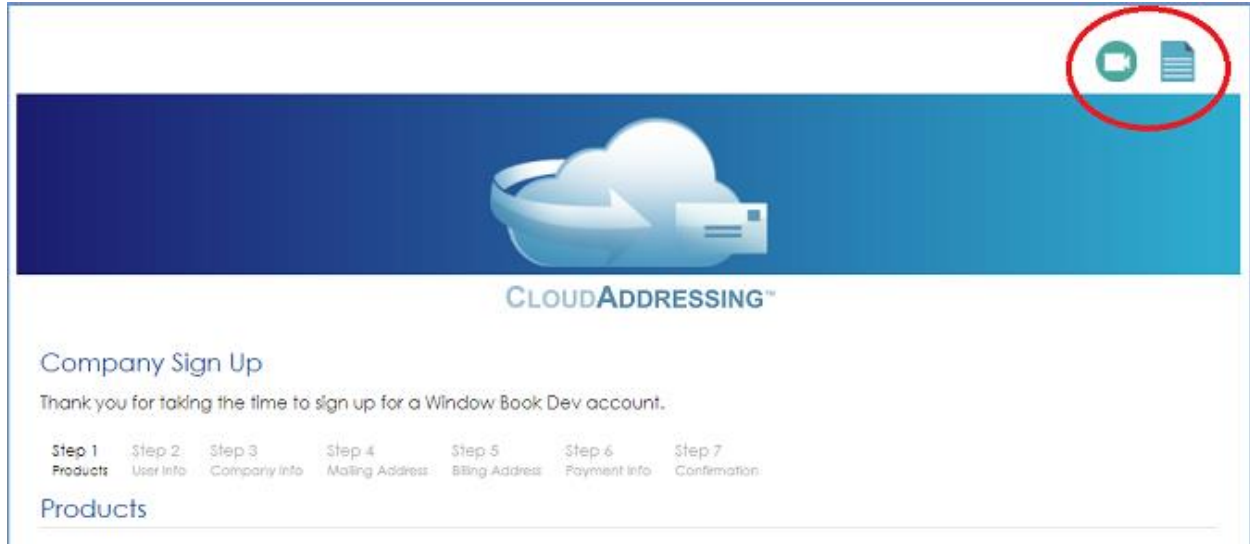 CLOUDADDRESSING™
Company Sign Up
Thank you for taking the time to sign up for a Window Book Dev account.
Step 1 Step 2 Step 3 Step 4 Step 5 Step 6 Step 7
Products User Info Company Info Mailing Address Billing Address Payment Info Confirmation
Products